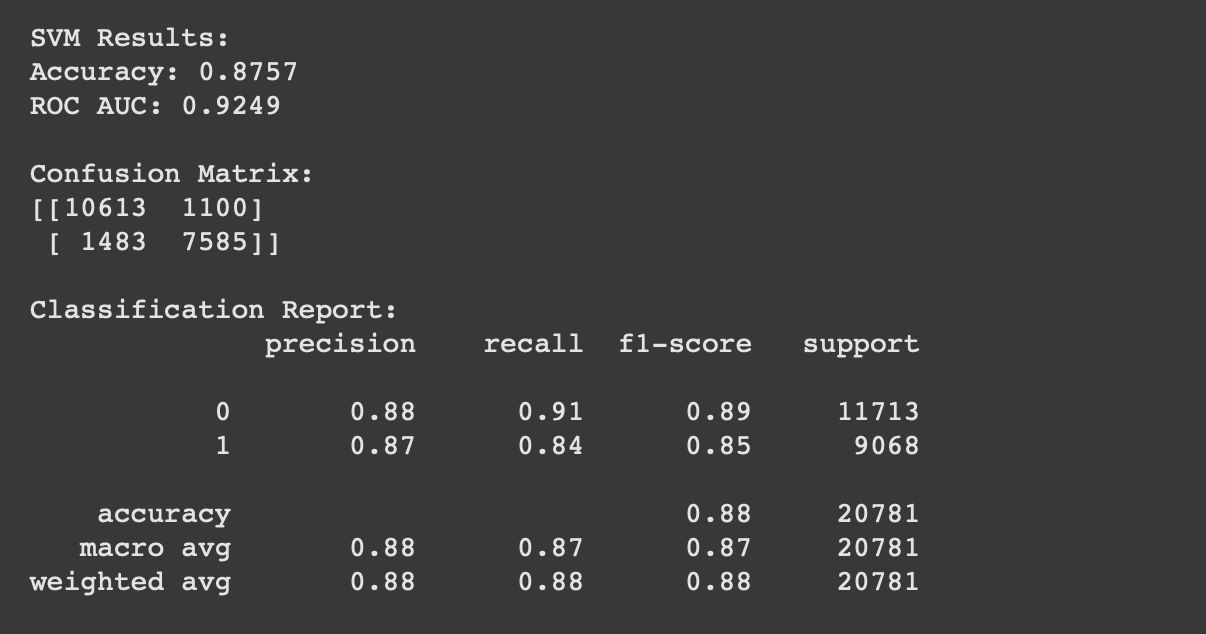 SVM Results:
Accuracy: 0.8757
ROC AUC: 0.9249
Confusion Matrix:
[[10613  1100]
 [ 1483  7585]]
Classification Report:
              precision    recall  f1-score   support
           0       0.88      0.91      0.89     11713
           1       0.87      0.84      0.85      9068
    accuracy                           0.88     20781
   macro avg       0.88      0.87      0.87     20781
weighted avg       0.88      0.88      0.88     20781